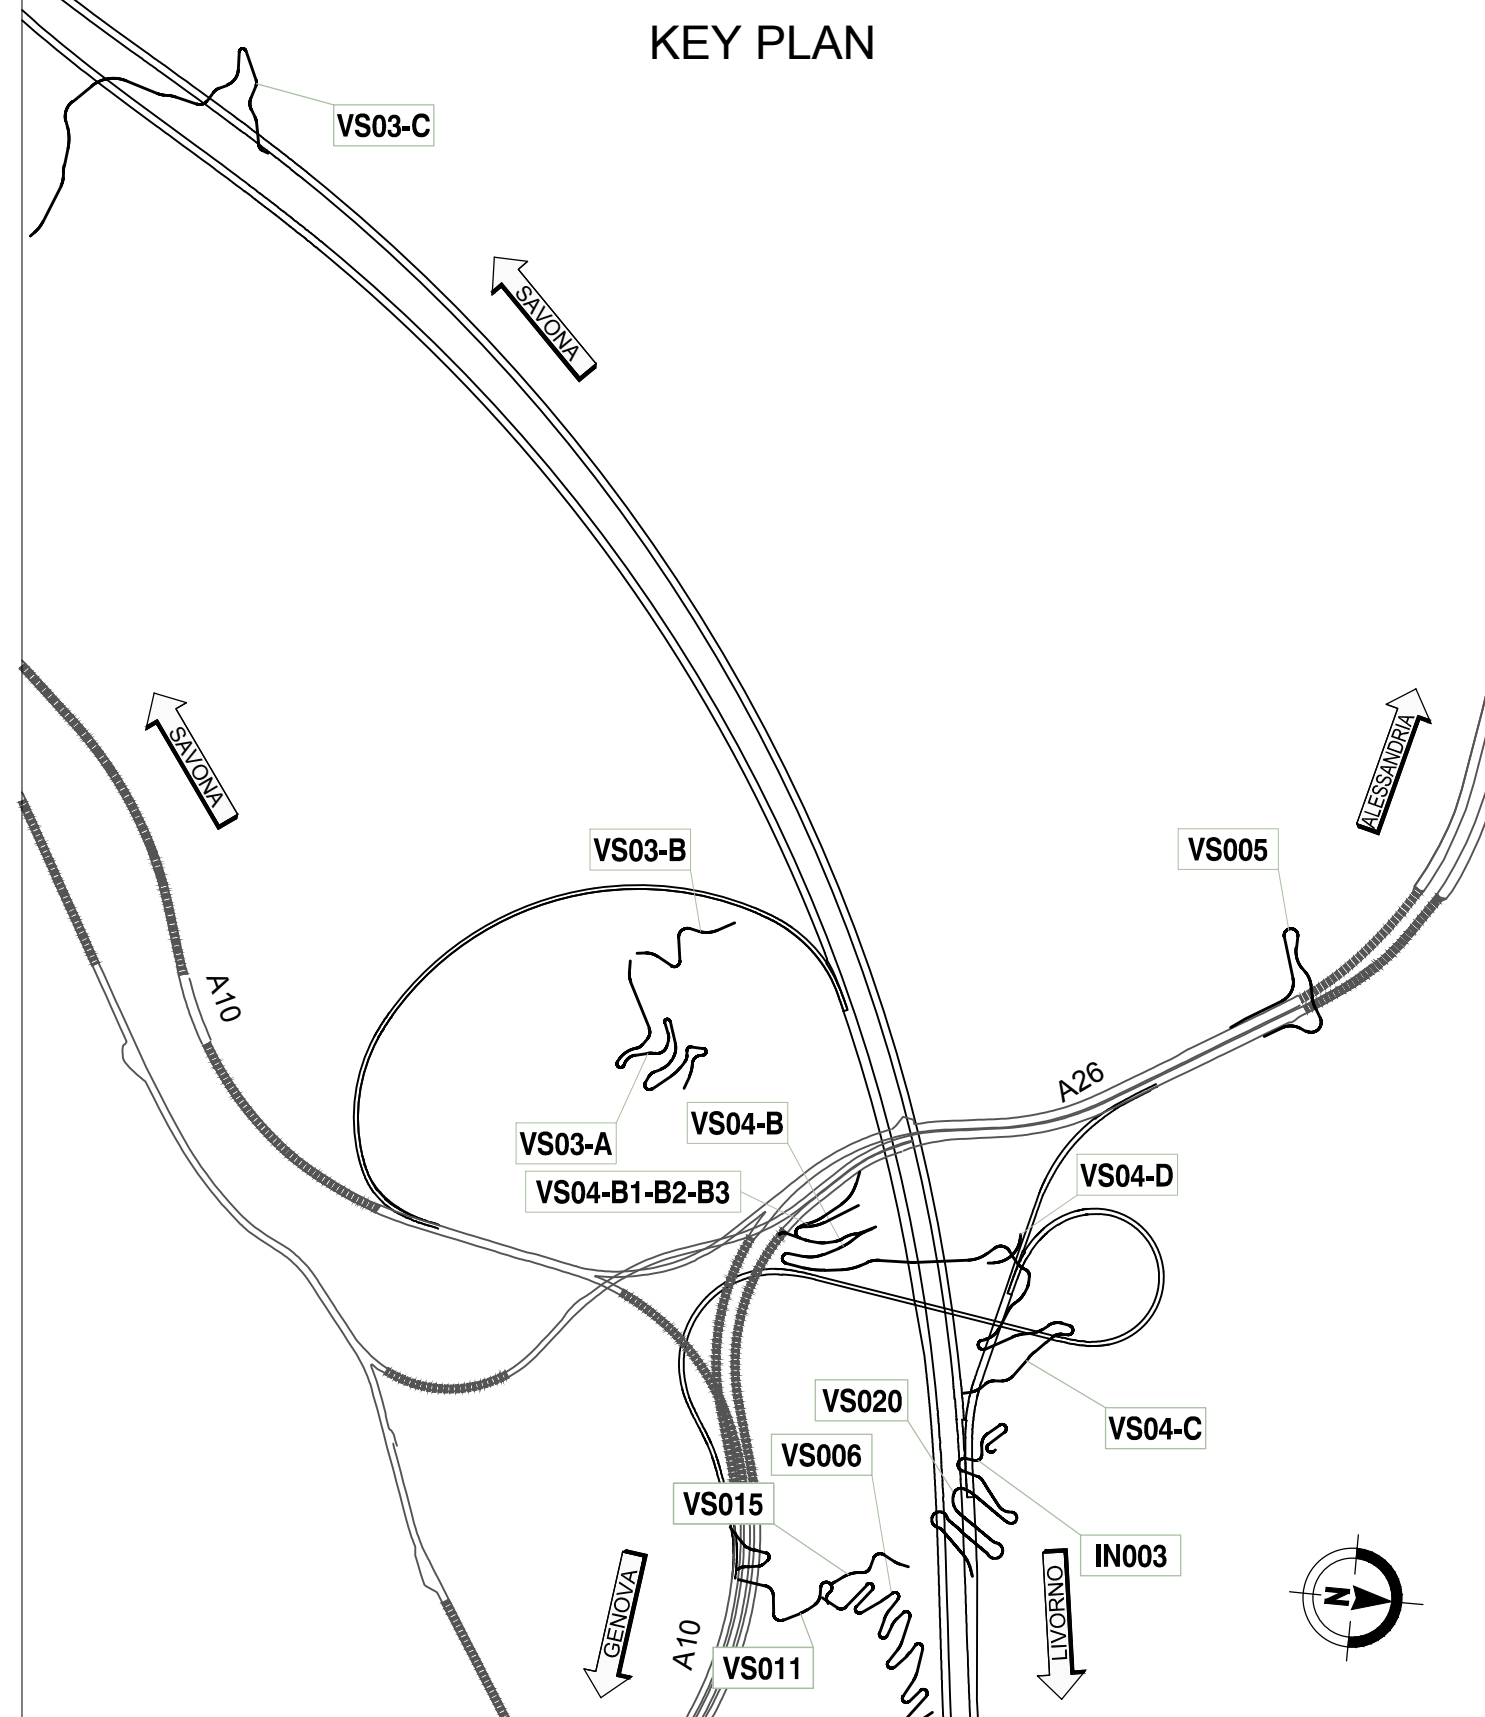 KEY PLAN
VS03-C
SAVONA
SAVONA
ALESSANDRIA
VS03-B
VS005
A10
A26
VS04-B
VS03-A
VS04-D
VS04-B1-B2-B3
VS020
VS04-C
VS006
VS015
IN003
GENOVA
LIVORNO
N
A10
VS011